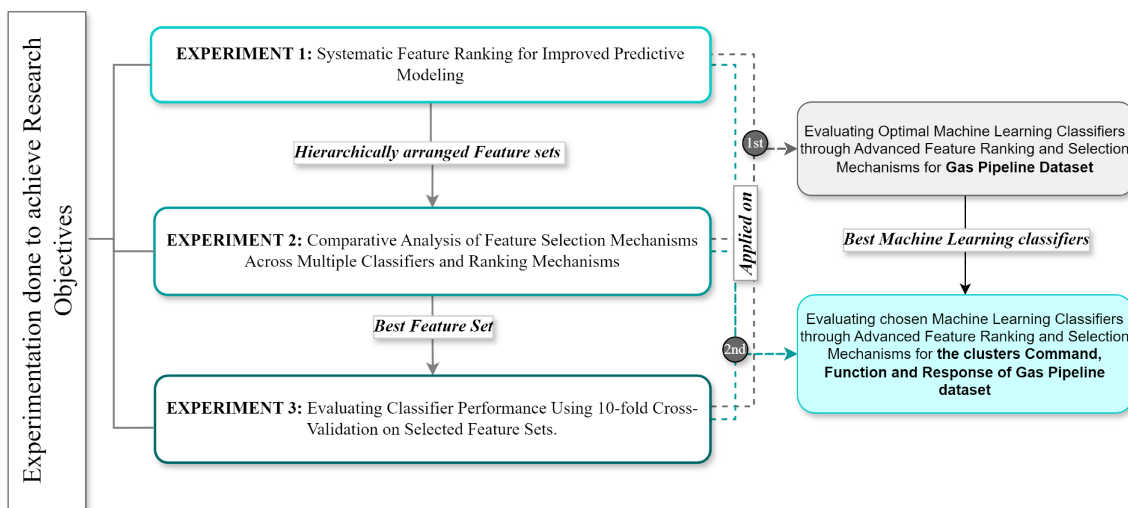 Experimentation done to achieve Research
Objectives
EXPERIMENT 1: Systematic Feature Ranking for Improved Predictive
Modeling
Hierarchically arranged Feature sets
EXPERIMENT 2: Comparative Analysis of Feature Selection Mechanisms
Across Multiple Classifiers and Ranking Mechanisms
Best Feature Set
EXPERIMENT 3: Evaluating Classifier Performance Using 10-fold Cross-
Validation on Selected Feature Sets.
1st
Applied on
2nd
Evaluating Optimal Machine Learning Classifiers
through Advanced Feature Ranking and Selection
Mechanisms for Gas Pipeline Dataset
Best Machine Learning classifiers
Evaluating chosen Machine Learning Classifiers
through Advanced Feature Ranking and Selection
Mechanisms for the clusters Command,
Function and Response of Gas Pipeline
dataset